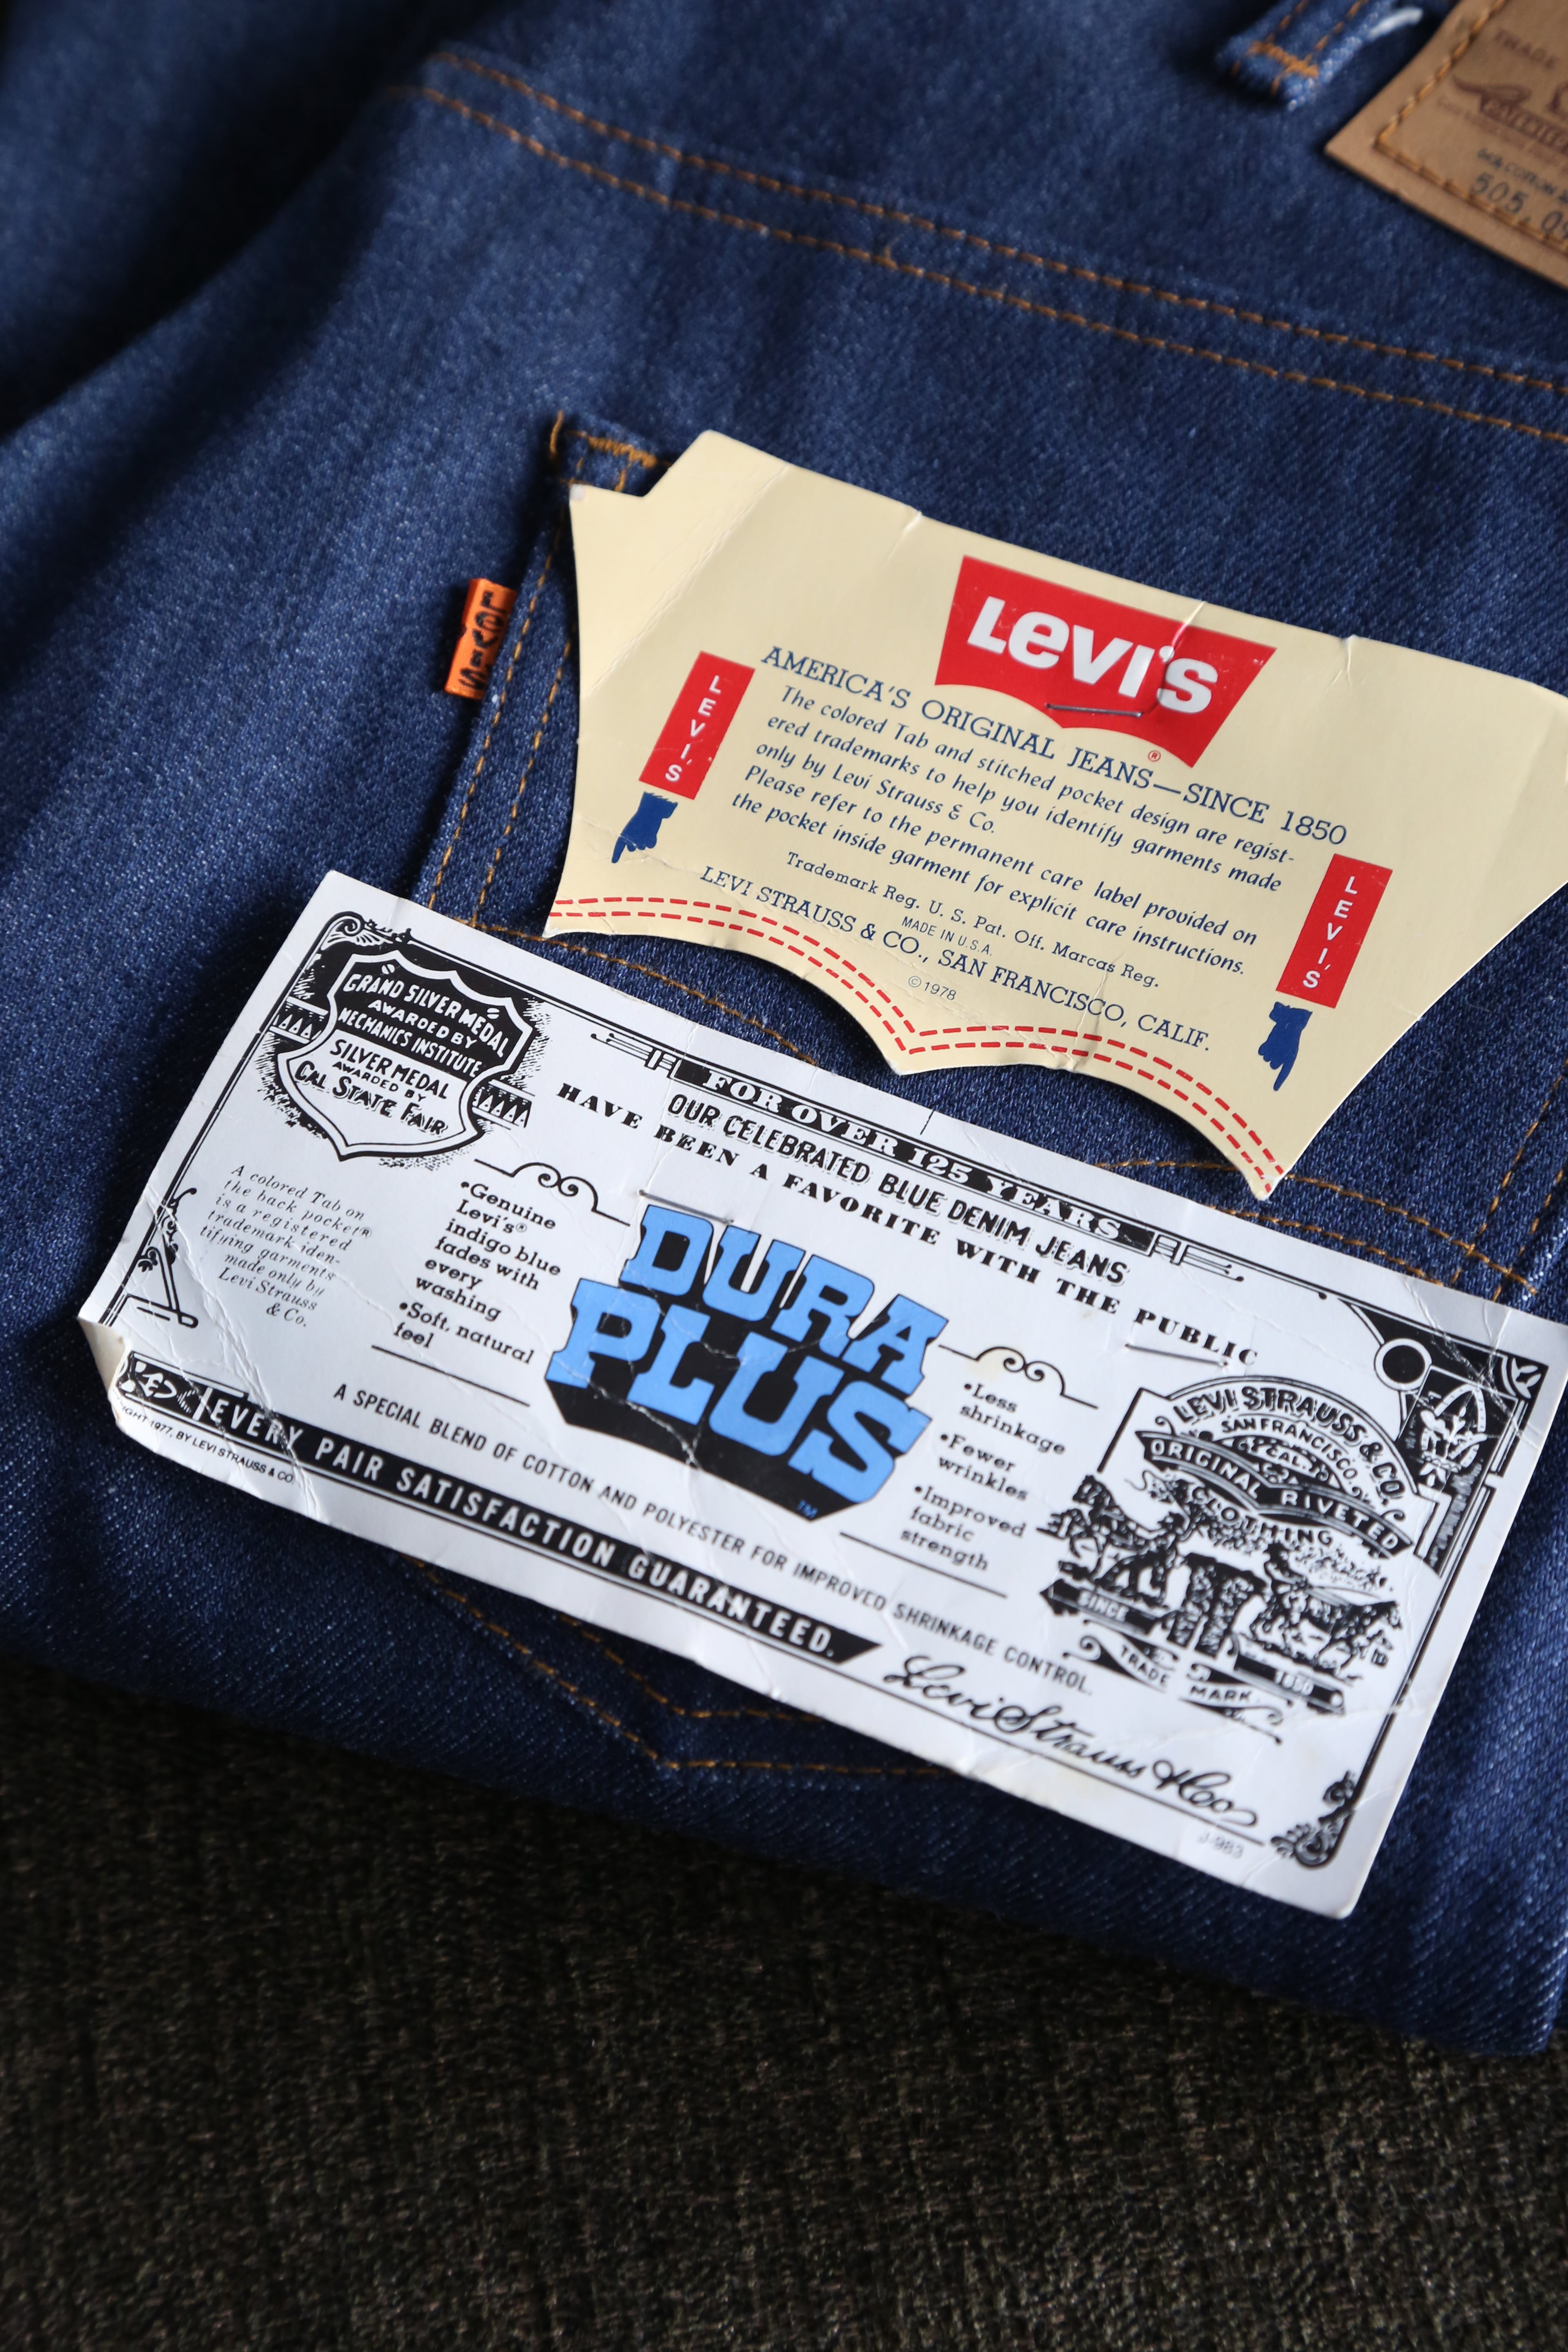 TRADE
505
LEVI'S
LEVI'S
®
LEVI'S
AMERICA'S ORIGINAL JEANS—SINCE 1850
The colored Tab and stitched pocket design are regist-
ered trademarks to help you identify garments made
only by Levi Strauss & Co.
Please refer to the permanent care label provided on
the pocket inside garment for explicit care instructions.
Trademark Reg. U. S. Pat. Off. Marcas Reg.
MADE IN U.S.A.
LEVI STRAUSS & CO., SAN FRANCISCO, CALIF.
©1978
LEVI'S
GRAND SILVER MEDAL
AWARDED BY
MECHANICS INSTITUTE
SILVER MEDAL
AWARDED BY
CAL STATE FAIR
FOR OVER 125 YEARS
OUR CELEBRATED BLUE DENIM JEANS
HAVE BEEN A FAVORITE WITH THE PUBLIC
A colored Tab on
the back pocket®
is a registered
trademark iden-
tifying garments
made only by
Levi Strauss
& Co.
•Genuine
Levi's®
indigo blue
fades with
every
washing
•Soft, natural
feel
DURA
PLUS
TM
•Less
shrinkage
•Fewer
wrinkles
•Improved
fabric
strength
LEVI STRAUSS & CO.
SAN FRANCISCO,
CAL.
ORIGINAL RIVETED
CLOTHING
SINCE
1850
TRADE MARK
A SPECIAL BLEND OF COTTON AND POLYESTER FOR IMPROVED SHRINKAGE CONTROL.
EVERY PAIR SATISFACTION GUARANTEED.
1977, BY LEVI STRAUSS & CO.
Levi Strauss & Co
J-983